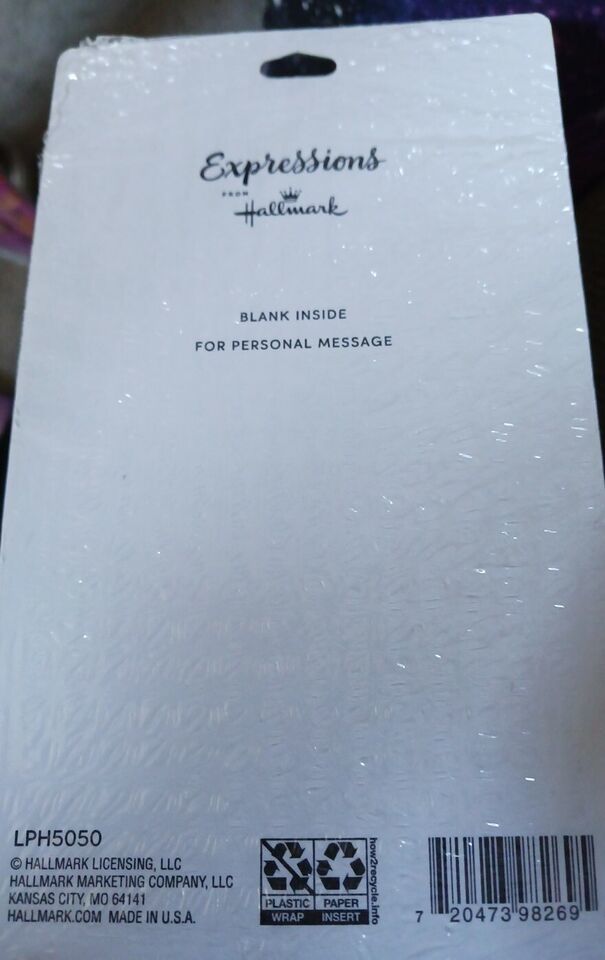 Expressions
FROM
Hallmark
BLANK INSIDE
FOR PERSONAL MESSAGE
LPH5050
© HALLMARK LICENSING, LLC
HALLMARK MARKETING COMPANY, LLC
KANSAS CITY, MO 64141
HALLMARK.COM MADE IN U.S.A.
PLASTIC
WRAP
PAPER
INSERT
how2recycle.info
7 20473 98269